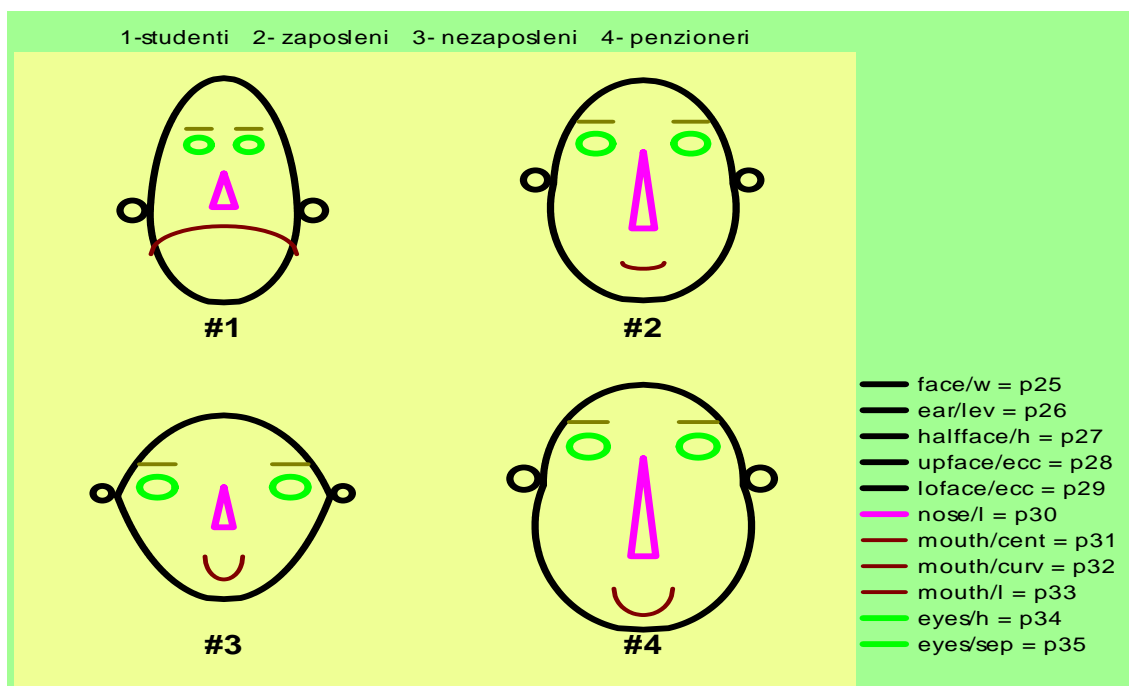 1-studenti 2- zaposleni 3- nezaposleni 4- penzioneri
#1
#2
#3
#4
face/w = p25
ear/lev = p26
halfface/h = p27
upface/ecc = p28
loface/ecc = p29
nose/l = p30
mouth/cent = p31
mouth/curv = p32
mouth/l = p33
eyes/h = p34
eyes/sep = p35